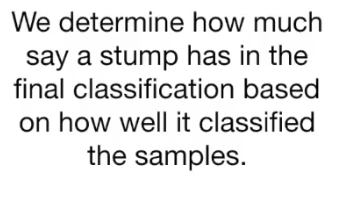 We determine how much
say a stump has in the
final classification based
on how well it classified
the samples.